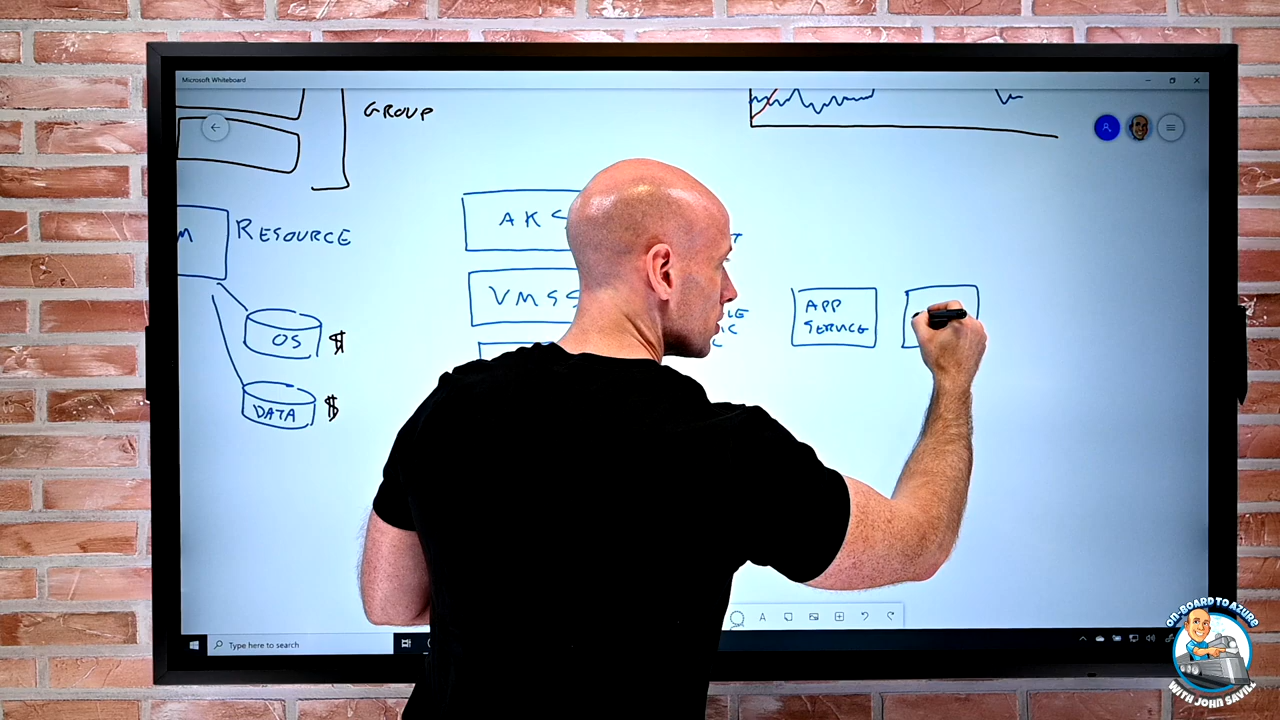 Microsoft Whiteboard
GROUP
RESOURCE
AKS
VMSS
APP
SERVICE
OS $
DATA $
Type here to search
ON-BOARD TO AZURE
WITH JOHN SAVILL